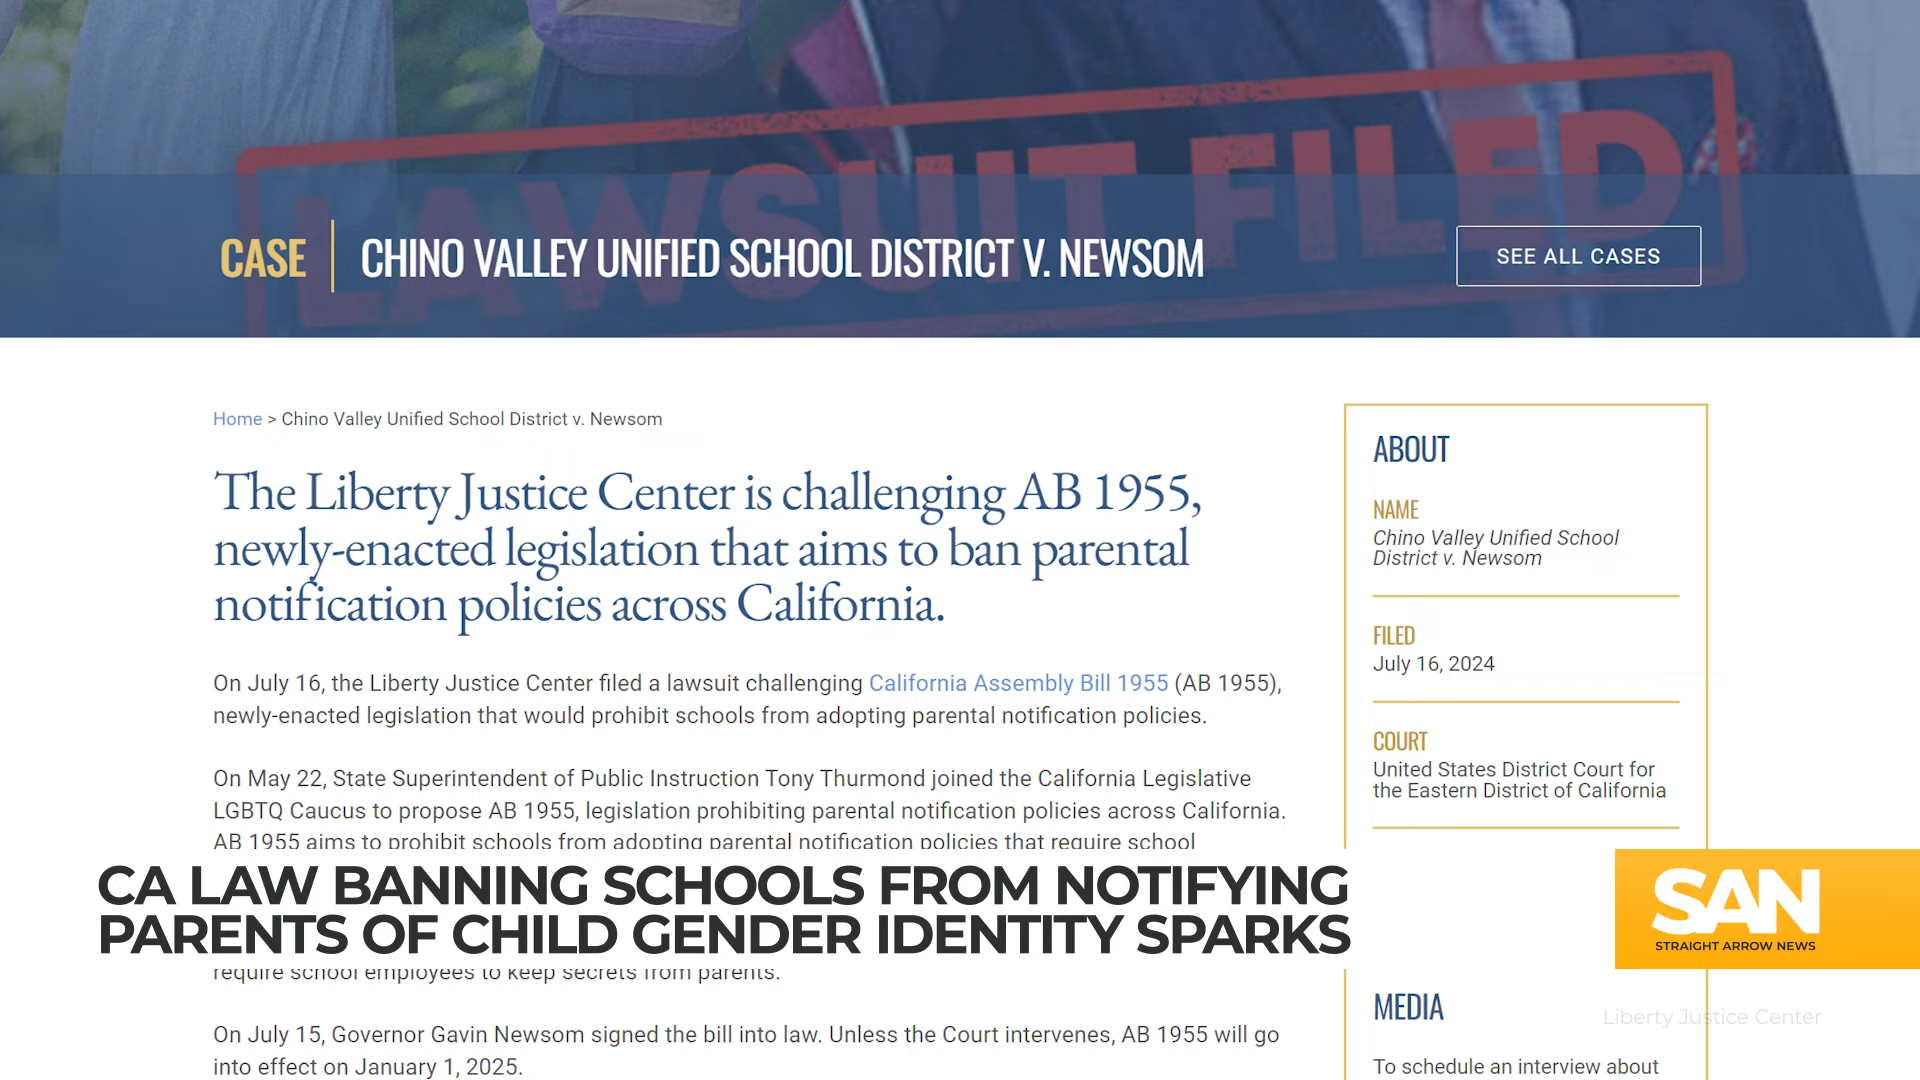 LAWSUIT FILED
CASE
CHINO VALLEY UNIFIED SCHOOL DISTRICT V. NEWSOM
SEE ALL CASES
Home > Chino Valley Unified School District v. Newsom
The Liberty Justice Center is challenging AB 1955,
newly-enacted legislation that aims to ban parental
notification policies across California.
On July 16, the Liberty Justice Center filed a lawsuit challenging California Assembly Bill 1955 (AB 1955),
newly-enacted legislation that would prohibit schools from adopting parental notification policies.
On May 22, State Superintendent of Public Instruction Tony Thurmond joined the California Legislative
LGBTQ Caucus to propose AB 1955, legislation prohibiting parental notification policies across California.
AB 1955 aims to prohibit schools from adopting parental notification policies that require school
require school employees to keep secrets from parents.
On July 15, Governor Gavin Newsom signed the bill into law. Unless the Court intervenes, AB 1955 will go
into effect on January 1, 2025.
ABOUT
NAME
Chino Valley Unified School
District v. Newsom
FILED
July 16, 2024
COURT
United States District Court for
the Eastern District of California
MEDIA
To schedule an interview about
CA LAW BANNING SCHOOLS FROM NOTIFYING
PARENTS OF CHILD GENDER IDENTITY SPARKS
SAN
STRAIGHT ARROW NEWS
Liberty Justice Center